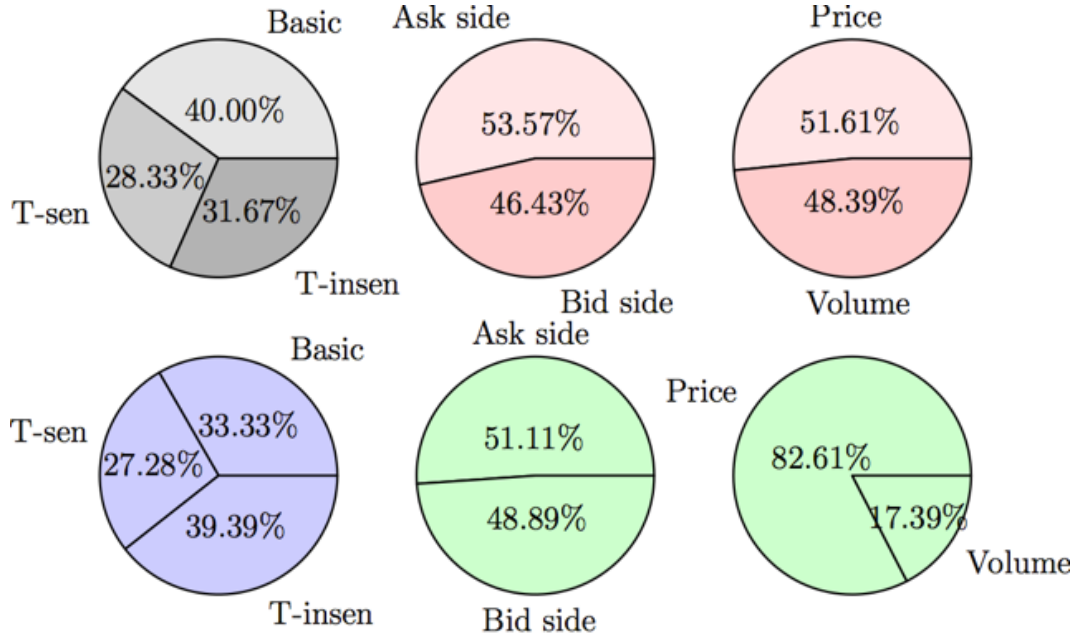 Basic
40.00%
28.33%
31.67%
T-sen
T-insen
Ask side
53.57%
46.43%
Bid side
Price
51.61%
48.39%
Volume
Basic
33.33%
T-sen
27.28%
39.39%
T-insen
Ask side
51.11%
48.89%
Bid side
Price
82.61%
17.39%
Volume